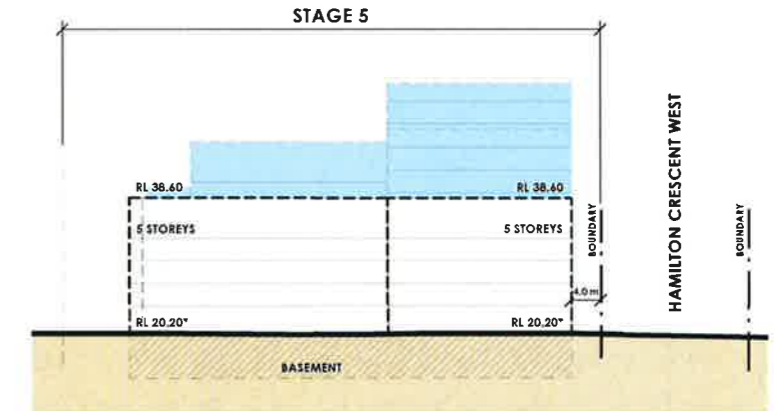 STAGE 5
RL 38.60
RL 38.60
5 STOREYS
5 STOREYS
BOUNDARY
HAMILTON CRESCENT WEST
BOUNDARY
4.0 m
RL 20.20*
RL 20.20*
BASEMENT